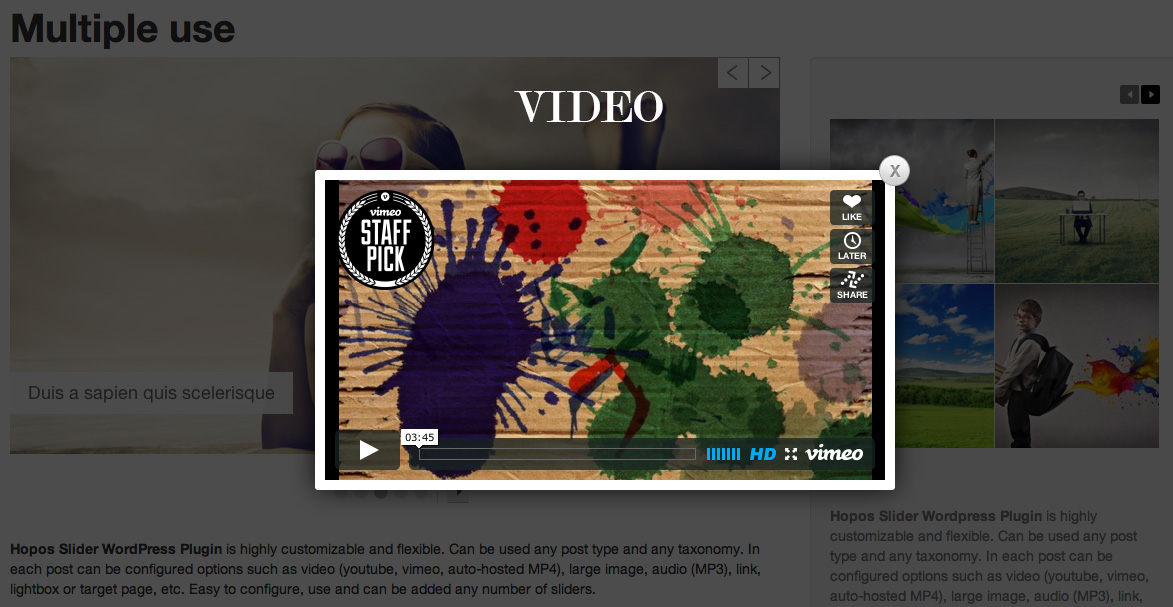 Multiple use
VIDEO
X
vimeo
STAFF
PICK
LIKE
LATER
SHARE
Duis a sapien quis scelerisque
03:45
HD vimeo
Hopos Slider WordPress Plugin is highly customizable and flexible. Can be used any post type and any taxonomy. In
each post can be configured options such as video (youtube, vimeo, auto-hosted MP4), large image, audio (MP3), link,
lightbox or target page, etc. Easy to configure, use and can be added any number of sliders.
Hopos Slider Wordpress Plugin is highly
customizable and flexible. Can be used any post
type and any taxonomy. In each post can be
configured options such as video (youtube, vimeo,
auto-hosted MP4), large image, audio (MP3), link,